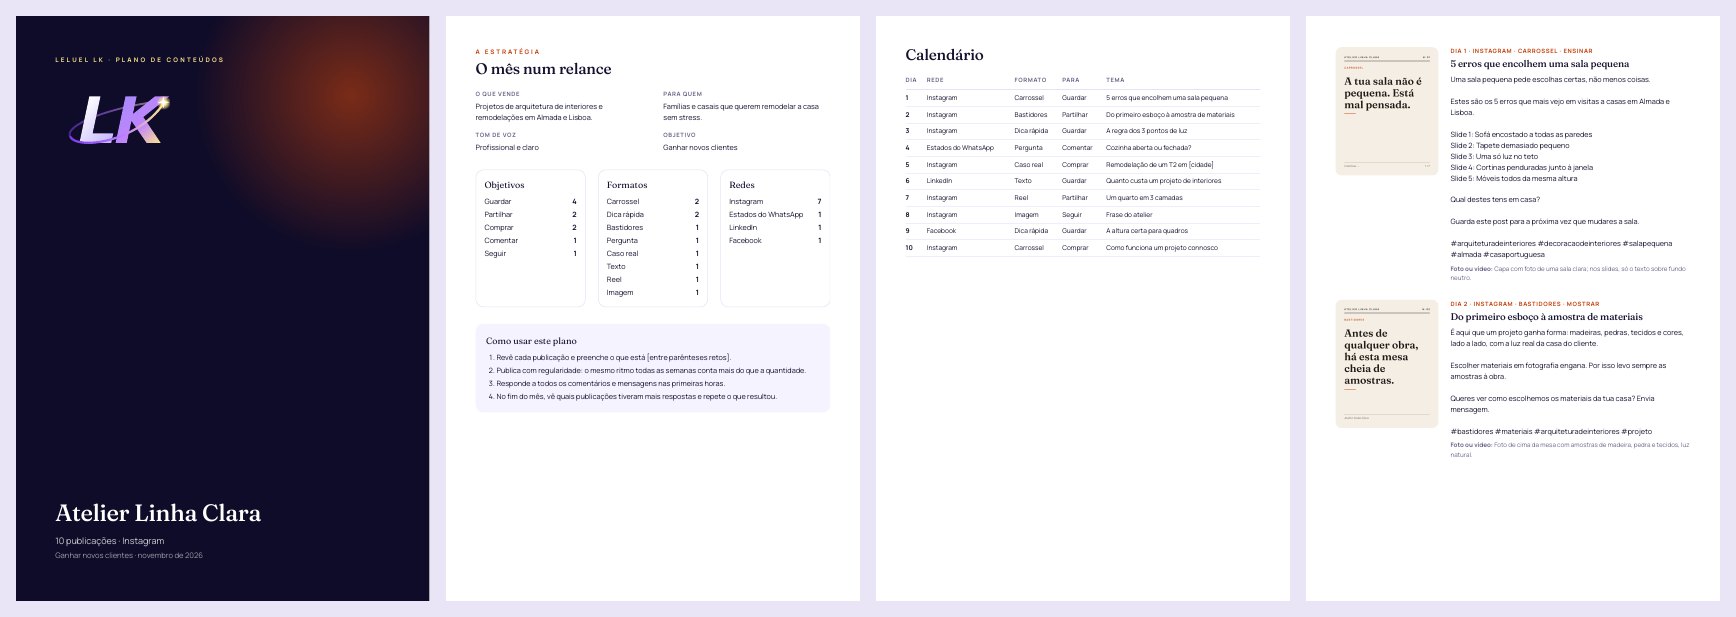 LELUEL LK · PLANO DE CONTEÚDOS
LK
Atelier Linha Clara
10 publicações · Instagram
Ganhar novos clientes · novembro de 2026
A ESTRATÉGIA
O mês num relance
O QUE VENDE
Projetos de arquitetura de interiores e
remodelações em Almada e Lisboa.
PARA QUEM
Famílias e casais que querem remodelar a casa
sem stress.
TOM DE VOZ
Profissional e claro
OBJETIVO
Ganhar novos clientes
Objetivos
Guardar 4
Partilhar 2
Comprar 2
Comentar 1
Seguir 1
Formatos
Carrossel 2
Dica rápida 2
Bastidores 1
Pergunta 1
Caso real 1
Texto 1
Reel 1
Imagem 1
Redes
Instagram 7
Estados do WhatsApp 1
LinkedIn 1
Facebook 1
Como usar este plano
1. Revê cada publicação e preenche o que está [entre parênteses retos].
2. Publica com regularidade: o mesmo ritmo todas as semanas conta mais do que a quantidade.
3. Responde a todos os comentários e mensagens nas primeiras horas.
4. No fim do mês, vê quais publicações tiveram mais respostas e repete o que resultou.
Calendário
DIA REDE FORMATO PARA TEMA
1 Instagram Carrossel Guardar 5 erros que encolhem uma sala pequena
2 Instagram Bastidores Partilhar Do primeiro esboço à amostra de materiais
3 Instagram Dica rápida Guardar A regra dos 3 pontos de luz
4 Estados do WhatsApp Pergunta Comentar Cozinha aberta ou fechada?
5 Instagram Caso real Comprar Remodelação de um T2 em [cidade]
6 LinkedIn Texto Guardar Quanto custa um projeto de interiores
7 Instagram Reel Partilhar Um quarto em 3 camadas
8 Instagram Imagem Seguir Frase do atelier
9 Facebook Dica rápida Guardar A altura certa para quadros
10 Instagram Carrossel Comprar Como funciona um projeto connosco
CARROSSEL
A tua sala não é
pequena. Está
mal pensada.
DIA 1 · INSTAGRAM · CARROSSEL · ENSINAR
5 erros que encolhem uma sala pequena
Uma sala pequena pede escolhas certas, não menos coisas.
Estes são os 5 erros que mais vejo em visitas a casas em Almada e
Lisboa.
Slide 1: Sofá encostado a todas as paredes
Slide 2: Tapete demasiado pequeno
Slide 3: Uma só luz no teto
Slide 4: Cortinas penduradas junto à janela
Slide 5: Móveis todos da mesma altura
Qual destes tens em casa?
Guarda este post para a próxima vez que mudares a sala.
#arquiteturadeinteriores #decoracaodeinteriores #salapequena
#almada #casaportuguesa
Foto ou vídeo: Capa com foto de uma sala clara; nos slides, só o texto sobre fundo
neutro.
BASTIDORES
Antes de
qualquer obra,
há esta mesa
cheia de
amostras.
DIA 2 · INSTAGRAM · BASTIDORES · MOSTRAR
Do primeiro esboço à amostra de materiais
É aqui que um projeto ganha forma: madeiras, pedras, tecidos e cores,
lado a lado, com a luz real da casa do cliente.
Escolher materiais em fotografia engana. Por isso levo sempre as
amostras à obra.
Queres ver como escolhemos os materiais da tua casa? Envia
mensagem.
#bastidores #materiais #arquiteturadeinteriores #projeto
Foto ou vídeo: Foto de cima da mesa com amostras de madeira, pedra e tecidos, luz
natural.